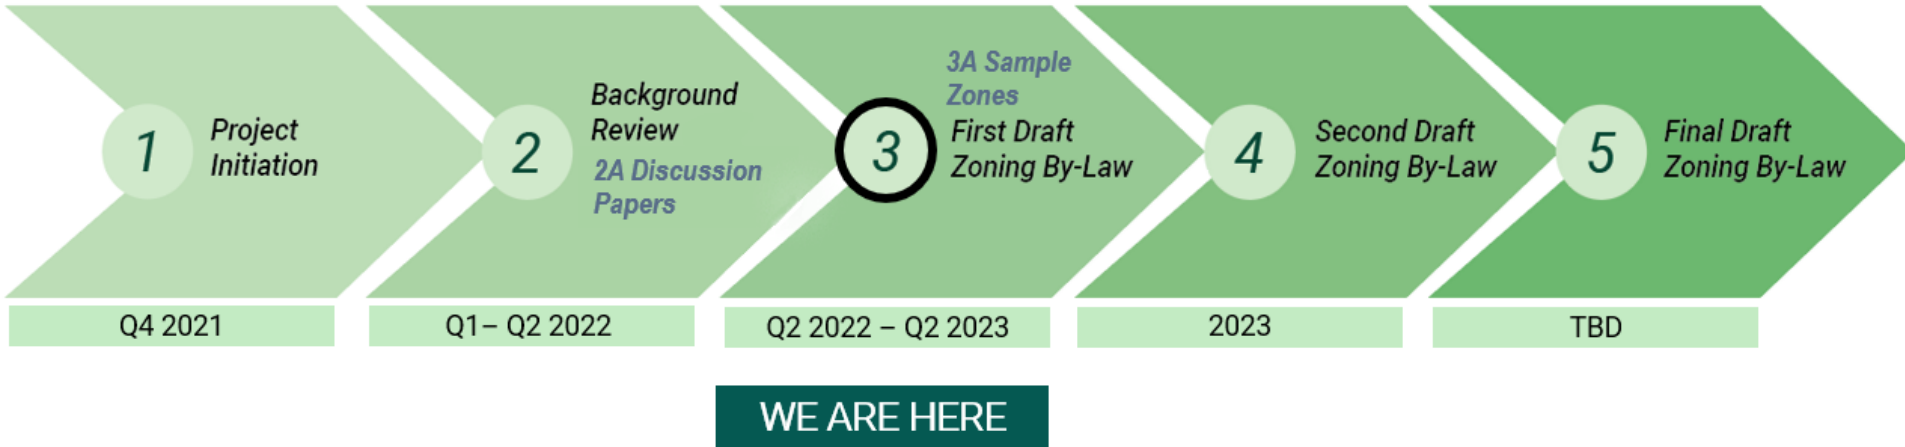 1
Project
Initiation
2
Background
Review
2A Discussion
Papers
3
3A Sample
Zones
First Draft
Zoning By-Law
4
Second Draft
Zoning By-Law
5
Final Draft
Zoning By-Law
Q4 2021
Q1– Q2 2022
Q2 2022 – Q2 2023
2023
TBD
WE ARE HERE